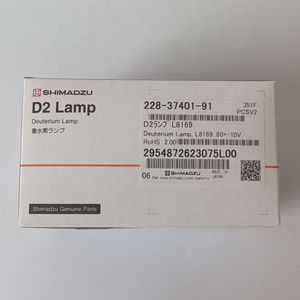 SHIMADZU
D2 Lamp
Deuterium Lamp
重水素ランプ
Shimadzu Genuine Parts
228-37401-91
351F
PCSV2
D2ランプ L8169
Deuterium Lamp, L8169, 80+-10V
RoHS 2.00
2954872623075L00
06
SHIMADZU
MADE IN
JAPAN